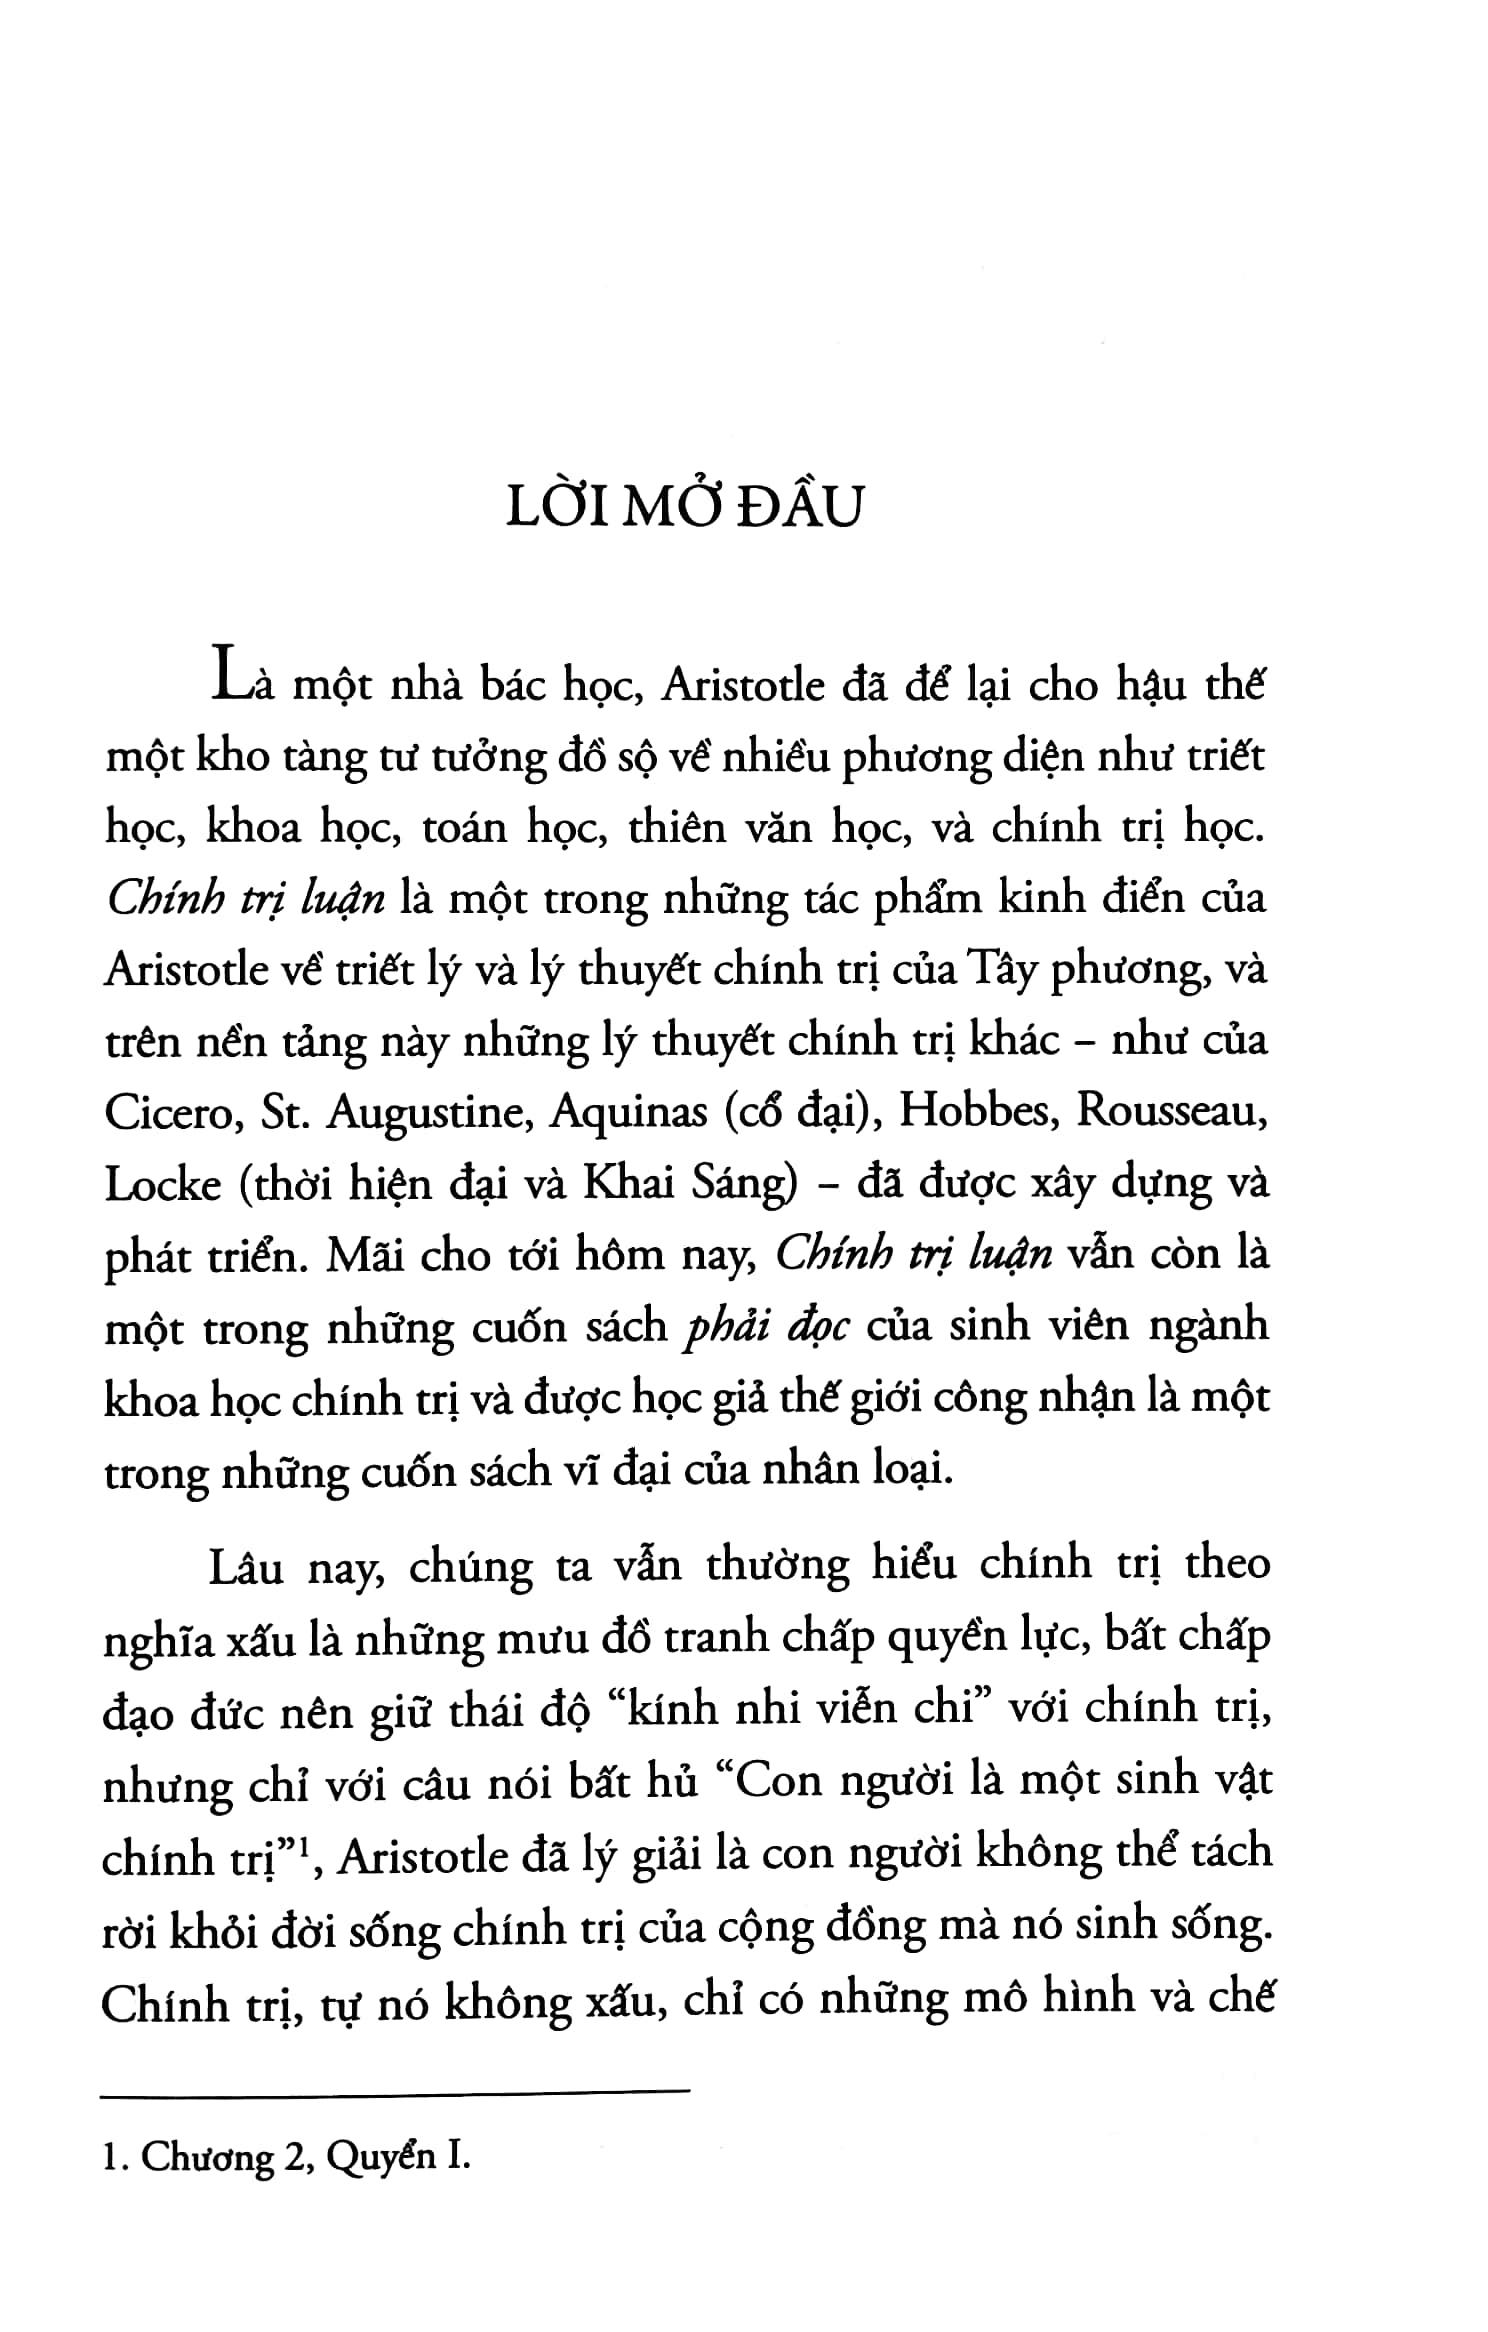 LỜI MỞ ĐẦU
Là một nhà bác học, Aristotle đã để lại cho hậu thế
một kho tàng tư tưởng đồ sộ về nhiều phương diện như triết
học, khoa học, toán học, thiên văn học, và chính trị học.
Chính trị luận là một trong những tác phẩm kinh điển của
Aristotle về triết lý và lý thuyết chính trị của Tây phương, và
trên nền tảng này những lý thuyết chính trị khác – như của
Cicero, St. Augustine, Aquinas (cổ đại), Hobbes, Rousseau,
Locke (thời hiện đại và Khai Sáng) – đã được xây dựng và
phát triển. Mãi cho tới hôm nay, Chính trị luận vẫn còn là
một trong những cuốn sách phải đọc của sinh viên ngành
khoa học chính trị và được học giả thế giới công nhận là một
trong những cuốn sách vĩ đại của nhân loại.
Lâu nay, chúng ta vẫn thường hiểu chính trị theo
nghĩa xấu là những mưu đồ tranh chấp quyền lực, bất chấp
đạo đức nên giữ thái độ “kính nhi viễn chi” với chính trị,
nhưng chỉ với câu nói bất hủ “Con người là một sinh vật
chính trị”¹, Aristotle đã lý giải là con người không thể tách
rời khỏi đời sống chính trị của cộng đồng mà nó sinh sống.
Chính trị, tự nó không xấu, chỉ có những mô hình và chế
1. Chương 2, Quyển I.